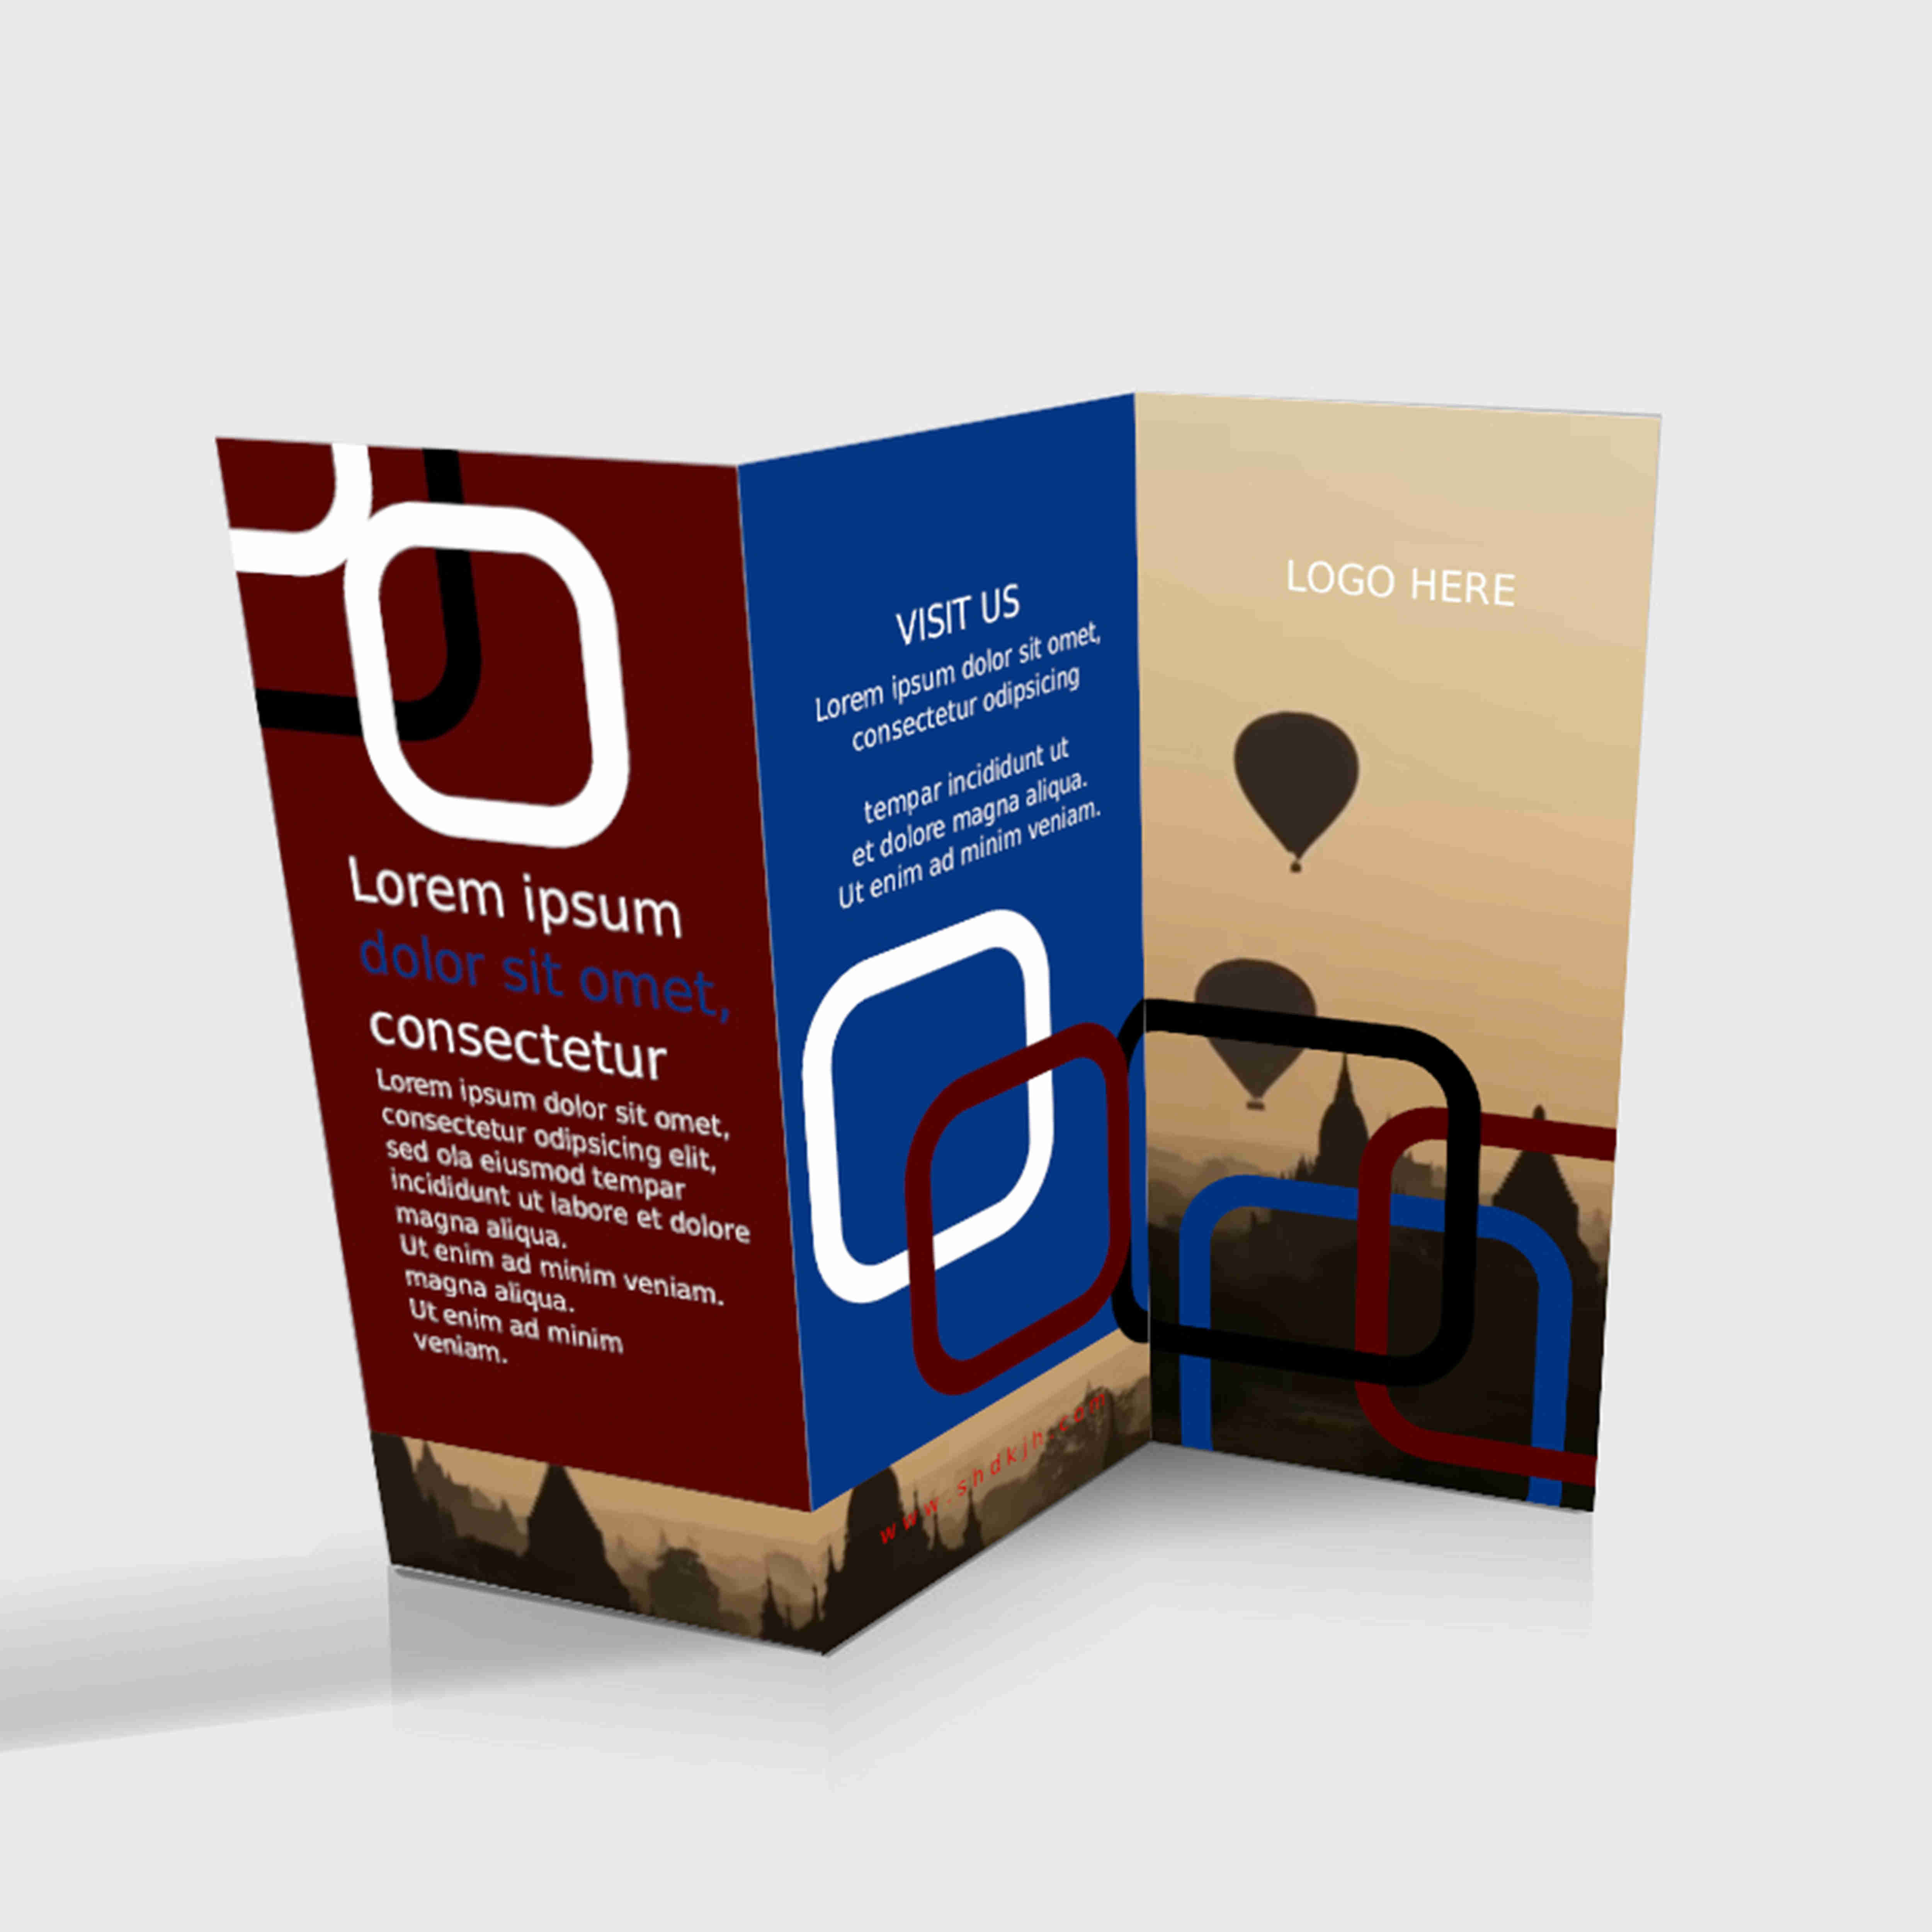 Lorem ipsum
dolor sit omet,
consectetur
Lorem ipsum dolor sit omet,
consectetur odipsicing elit,
sed ola eiusmod tempar
incididunt ut labore et dolore
magna aliqua.
Ut enim ad minim veniam.
magna aliqua.
Ut enim ad minim
veniam.
VISIT US
Lorem ipsum dolor sit omet,
consectetur odipsicing
tempar incididunt ut
et dolore magna aliqua.
Ut enim ad minim veniam.
www.shdkjh.com
LOGO HERE